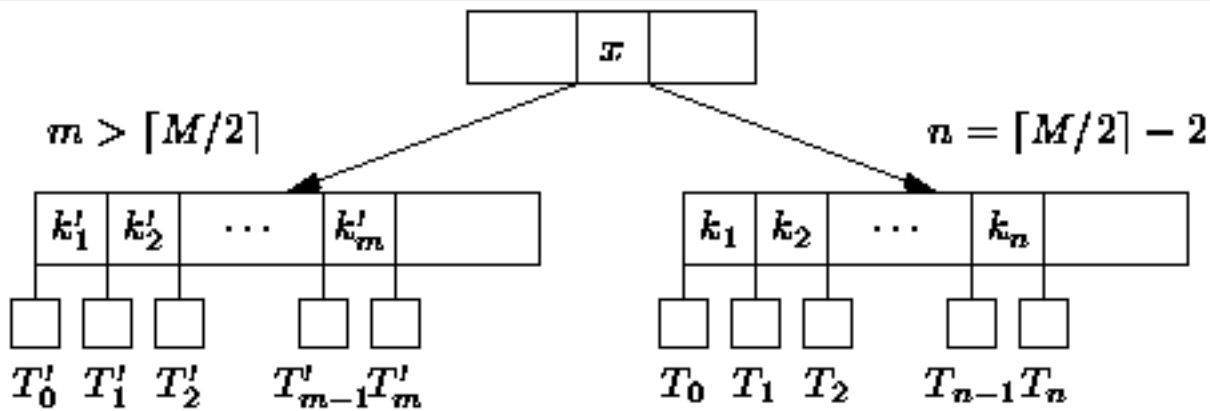 x
m > ⌈M/2⌉ n = ⌈M/2⌉ − 2
k′₁ k′₂ ⋯ k′ₘ k₁ k₂ ⋯ kₙ
T′₀ T′₁ T′₂ T′ₘ₋₁ T′ₘ T₀ T₁ T₂ Tₙ₋₁ Tₙ